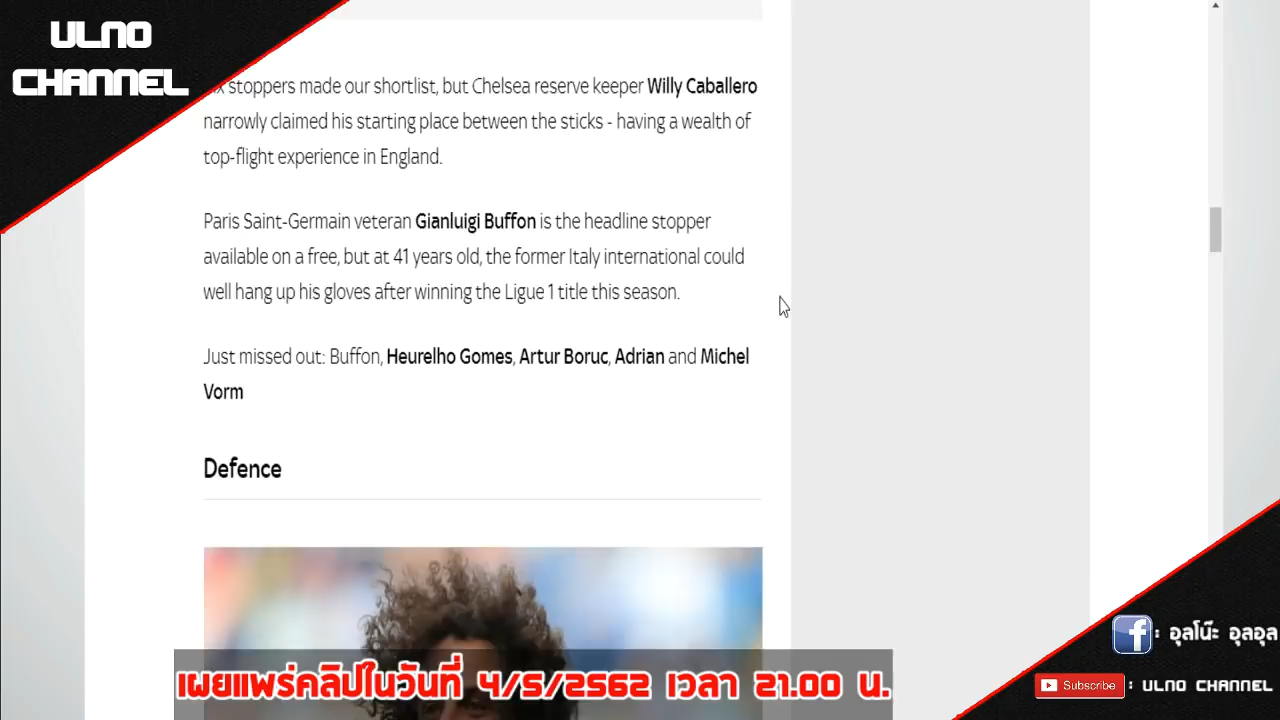 ULNO
CHANNEL
stoppers made our shortlist, but Chelsea reserve keeper Willy Caballero
narrowly claimed his starting place between the sticks - having a wealth of
top-flight experience in England.
Paris Saint-Germain veteran Gianluigi Buffon is the headline stopper
available on a free, but at 41 years old, the former Italy international could
well hang up his gloves after winning the Ligue 1 title this season.
Just missed out: Buffon, Heurelho Gomes, Artur Boruc, Adrian and Michel
Vorm
Defence
: อุลโน๊ะ อุลอุล
เผยแพร่คลิปในวันที่ 4/5/2562 เวลา 21.00 น.
Subscribe : ULNO CHANNEL